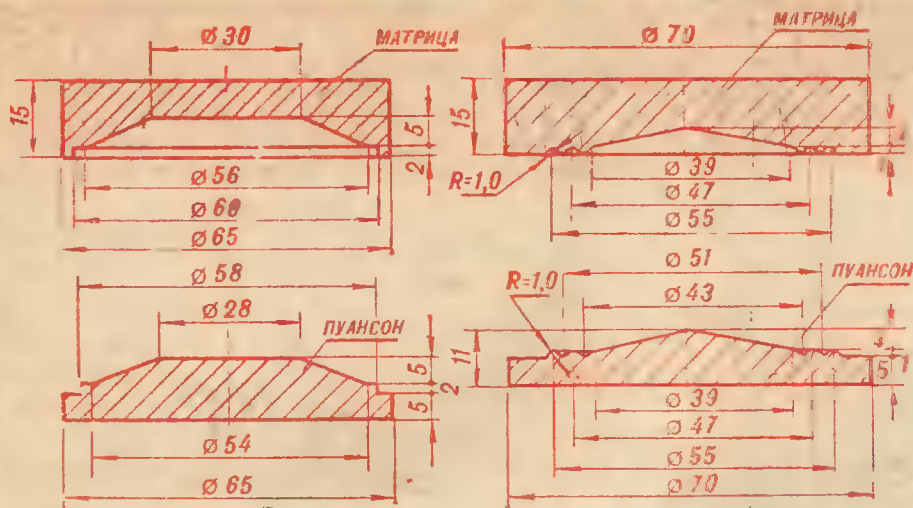 Ø 30
МАТРИЦА
15
5
2
Ø 56
Ø 60
Ø 65
Ø 58
Ø 28
ПУАНСОН
5
2
5
Ø 54
Ø 65
Ø 70
МАТРИЦА
15
R=1,0
Ø 39
Ø 47
Ø 55
Ø 51
R=1,0
Ø 43
ПУАНСОН
11
4
1
5
Ø 39
Ø 47
Ø 55
Ø 70